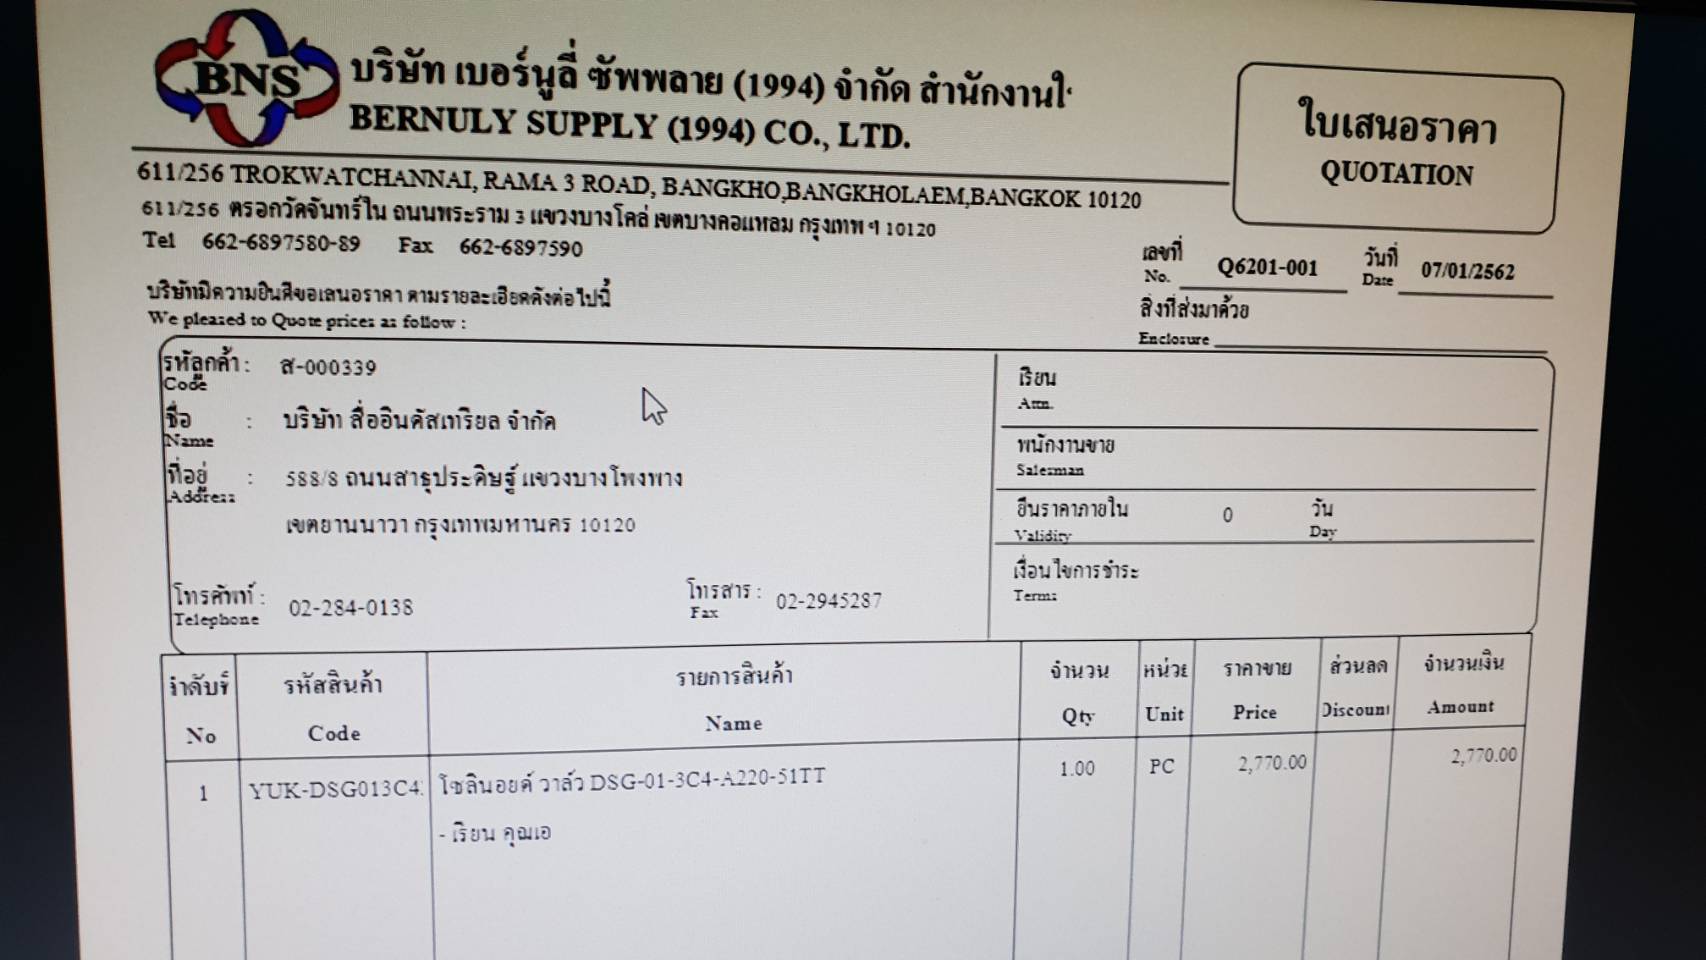 BNS
บริษัท เบอร์นูลี่ ซัพพลาย (1994) จำกัด สำนักงานใ
BERNULY SUPPLY (1994) CO., LTD.
ใบเสนอราคา
QUOTATION
611/256 TROKWATCHANNAI, RAMA 3 ROAD, BANGKHO,BANGKHOLAEM,BANGKOK 10120
611/256 ตรอกวัดจันทร์ใน ถนนพระราม 3 แขวงบางโคล่ เขตบางคอแหลม กรุงเทพ ฯ 10120
Tel 662-6897580-89 Fax 662-6897590
เลขที่ Q6201-001 วันที่ 07/01/2562
No. Date
บริษัทมีความยินดีขอเสนอราคา ตามรายละเอียดดังต่อไปนี้
We pleased to Quote prices as follow :
สิ่งที่ส่งมาด้วย
Enclosure
รหัลูกค้า : ส-000339
Code
ชื่อ : บริษัท สื่ออินดัสเทรียล จำกัด
Name
ที่อยู่ : 588/8 ถนนสาธุประดิษฐ์ แขวงบางโพงพาง
Address
เขตยานนาวา กรุงเทพมหานคร 10120
โทรศัพท์ : 02-284-0138 โทรสาร : 02-2945287
Telephone Fax
เรียน
Attn.
พนักงานขาย
Salesman
ยืนราคาภายใน 0 วัน
Validity Day
เงื่อนไขการชำระ
Terms
ลำดับที่ รหัสสินค้า รายการสินค้า จำนวน หน่วย ราคาขาย ส่วนลด จำนวนเงิน
No Code Name Qty Unit Price Discount Amount
1 YUK-DSG013C4 โซลินอยด์ วาล์ว DSG-01-3C4-A220-51TT 1.00 PC 2,770.00 2,770.00
- เรียน คุณเอ